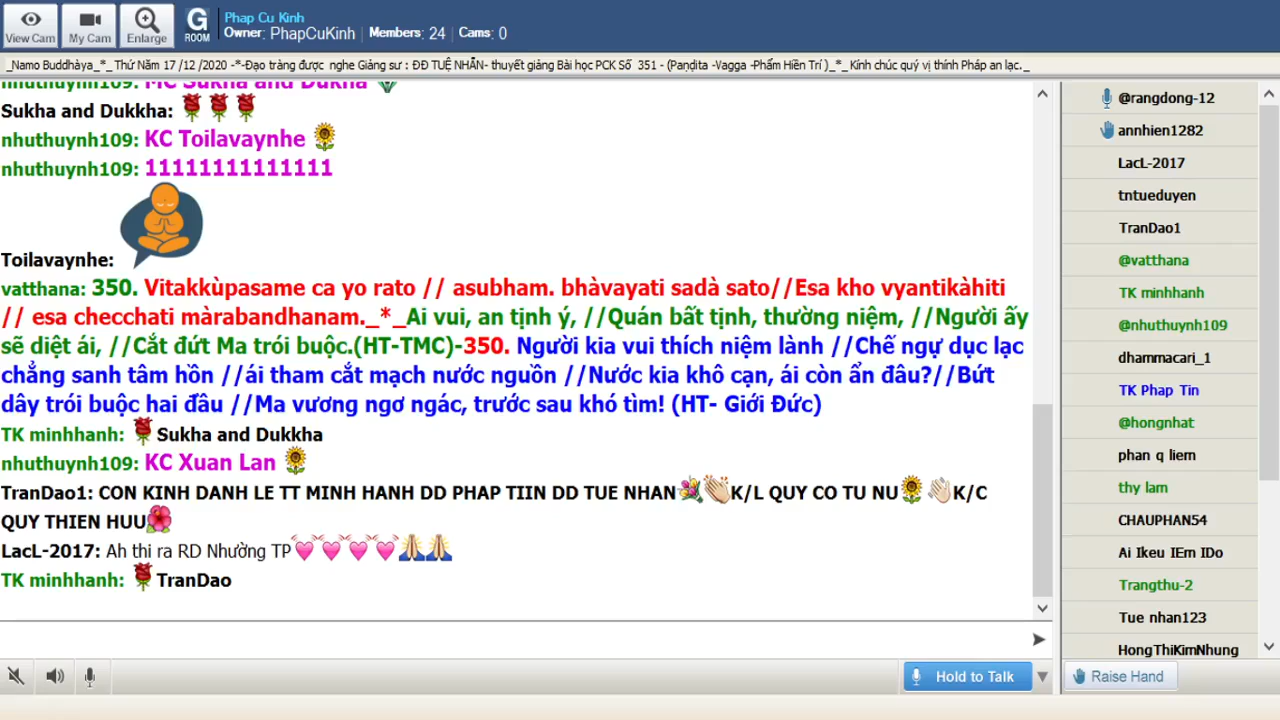 View Cam
My Cam
Enlarge
G
ROOM
Phap Cu Kinh
Owner: PhapCuKinh | Members: 24 | Cams: 0
_Namo Buddhàya_*_ Thứ Năm 17 /12 /2020 -*-Đạo tràng được nghe Giảng sư : ĐĐ TUỆ NHẪN- thuyết giảng Bài học PCK Số 351 - (Paṇḍita -Vagga -Phẩm Hiền Trí )_*_ Kính chúc quý vị thính Pháp an lạc._
nhuthuynh109: MC Sukha and Dukha
Sukha and Dukkha:
nhuthuynh109: KC Toilavaynhe
nhuthuynh109: 11111111111111
Toilavaynhe:
vatthana: 350. Vitakkùpasame ca yo rato // asubham. bhàvayati sadà sato//Esa kho vyantikàhiti
// esa checchati màrabandhanam._*_Ai vui, an tịnh ý, //Quán bất tịnh, thường niệm, //Người ấy
sẽ diệt ái, //Cắt đứt Ma trói buộc.(HT-TMC)-350. Người kia vui thích niệm lành //Chế ngự dục lạc
chẳng sanh tâm hồn //ái tham cắt mạch nước nguồn //Nước kia khô cạn, ái còn ẩn đâu?//Bứt
dây trói buộc hai đầu //Ma vương ngơ ngác, trước sau khó tìm! (HT- Giới Đức)
TK minhhanh: Sukha and Dukkha
nhuthuynh109: KC Xuan Lan
TranDao1: CON KINH DANH LE TT MINH HANH DD PHAP TIIN DD TUE NHAN K/L QUY CO TU NU K/C
QUY THIEN HUU
LacL-2017: Ah thi ra RD Nhường TP
TK minhhanh: TranDao
@rangdong-12
annhien1282
LacL-2017
tntueduyen
TranDao1
@vatthana
TK minhhanh
@nhuthuynh109
dhammacari_1
TK Phap Tin
@hongnhat
phan q liem
thy lam
CHAUPHAN54
Ai Ikeu IEm IDo
Trangthu-2
Tue nhan123
HongThiKimNhung
Hold to Talk
Raise Hand